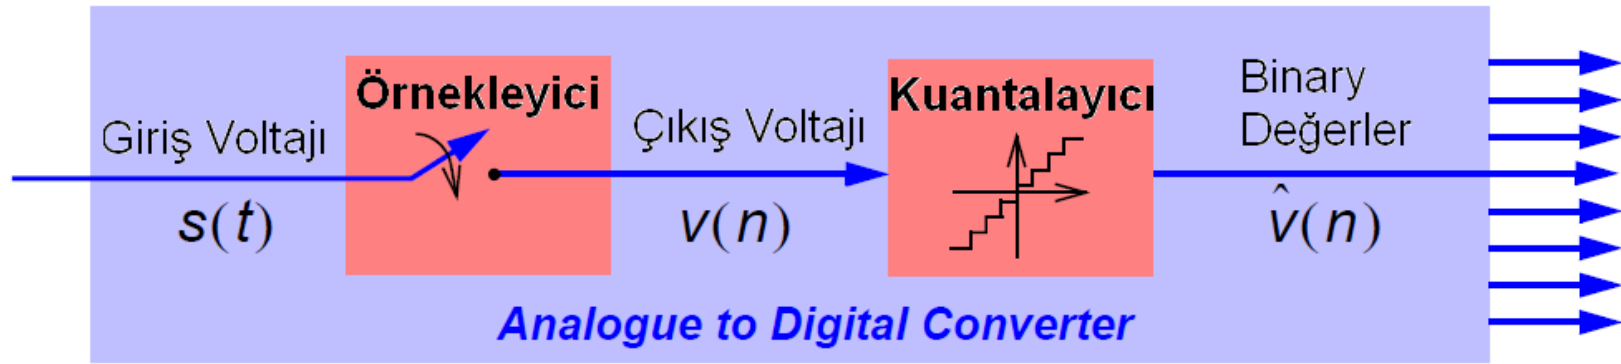 Giriş Voltajı
s(t)
Örnekleyici
Çıkış Voltajı
v(n)
Kuantalayıcı
Binary
Değerler
v̂(n)
Analogue to Digital Converter